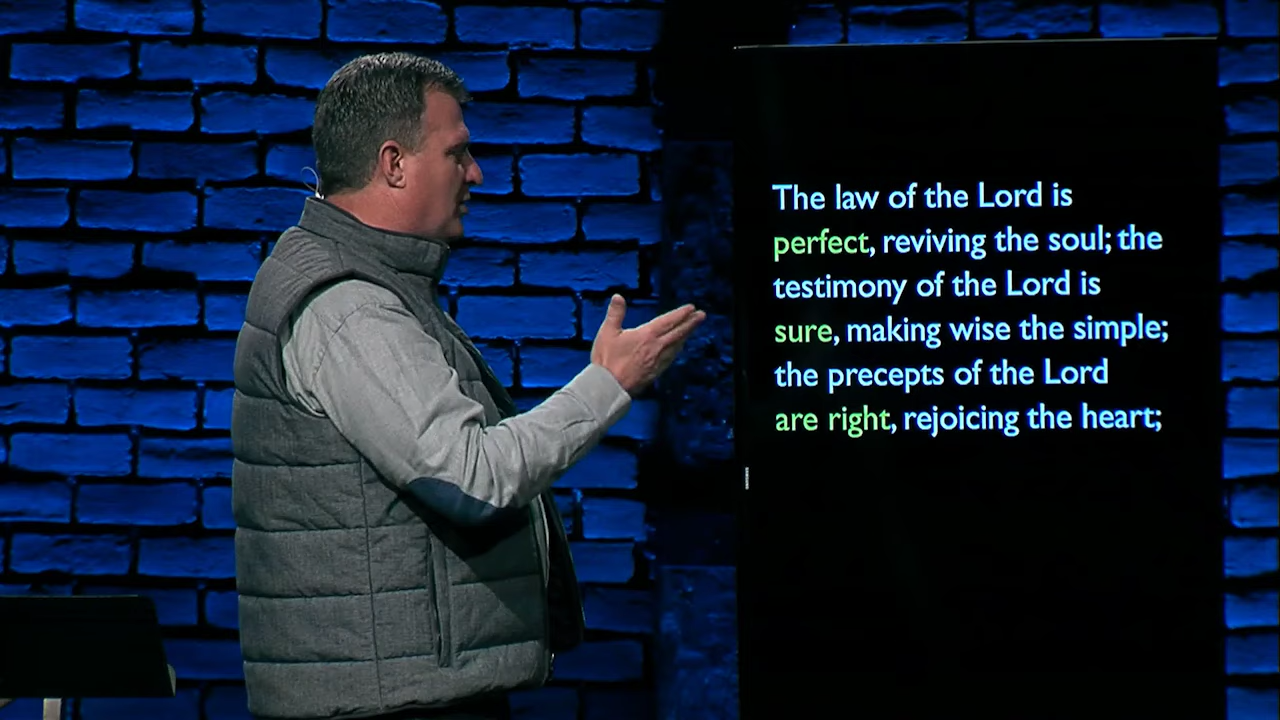 The law of the Lord is
perfect, reviving the soul; the
testimony of the Lord is
sure, making wise the simple;
the precepts of the Lord
are right, rejoicing the heart;